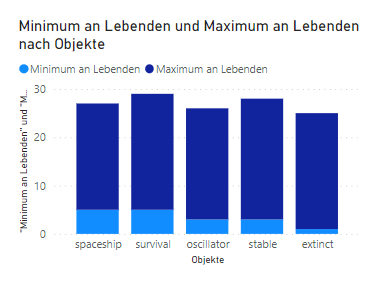 Minimum an Lebenden und Maximum an Lebenden
nach Objekte
Minimum an Lebenden Maximum an Lebenden
"Minimum an Lebenden" und "M...
30
20
10
0
spaceship survival oscillator stable extinct
Objekte